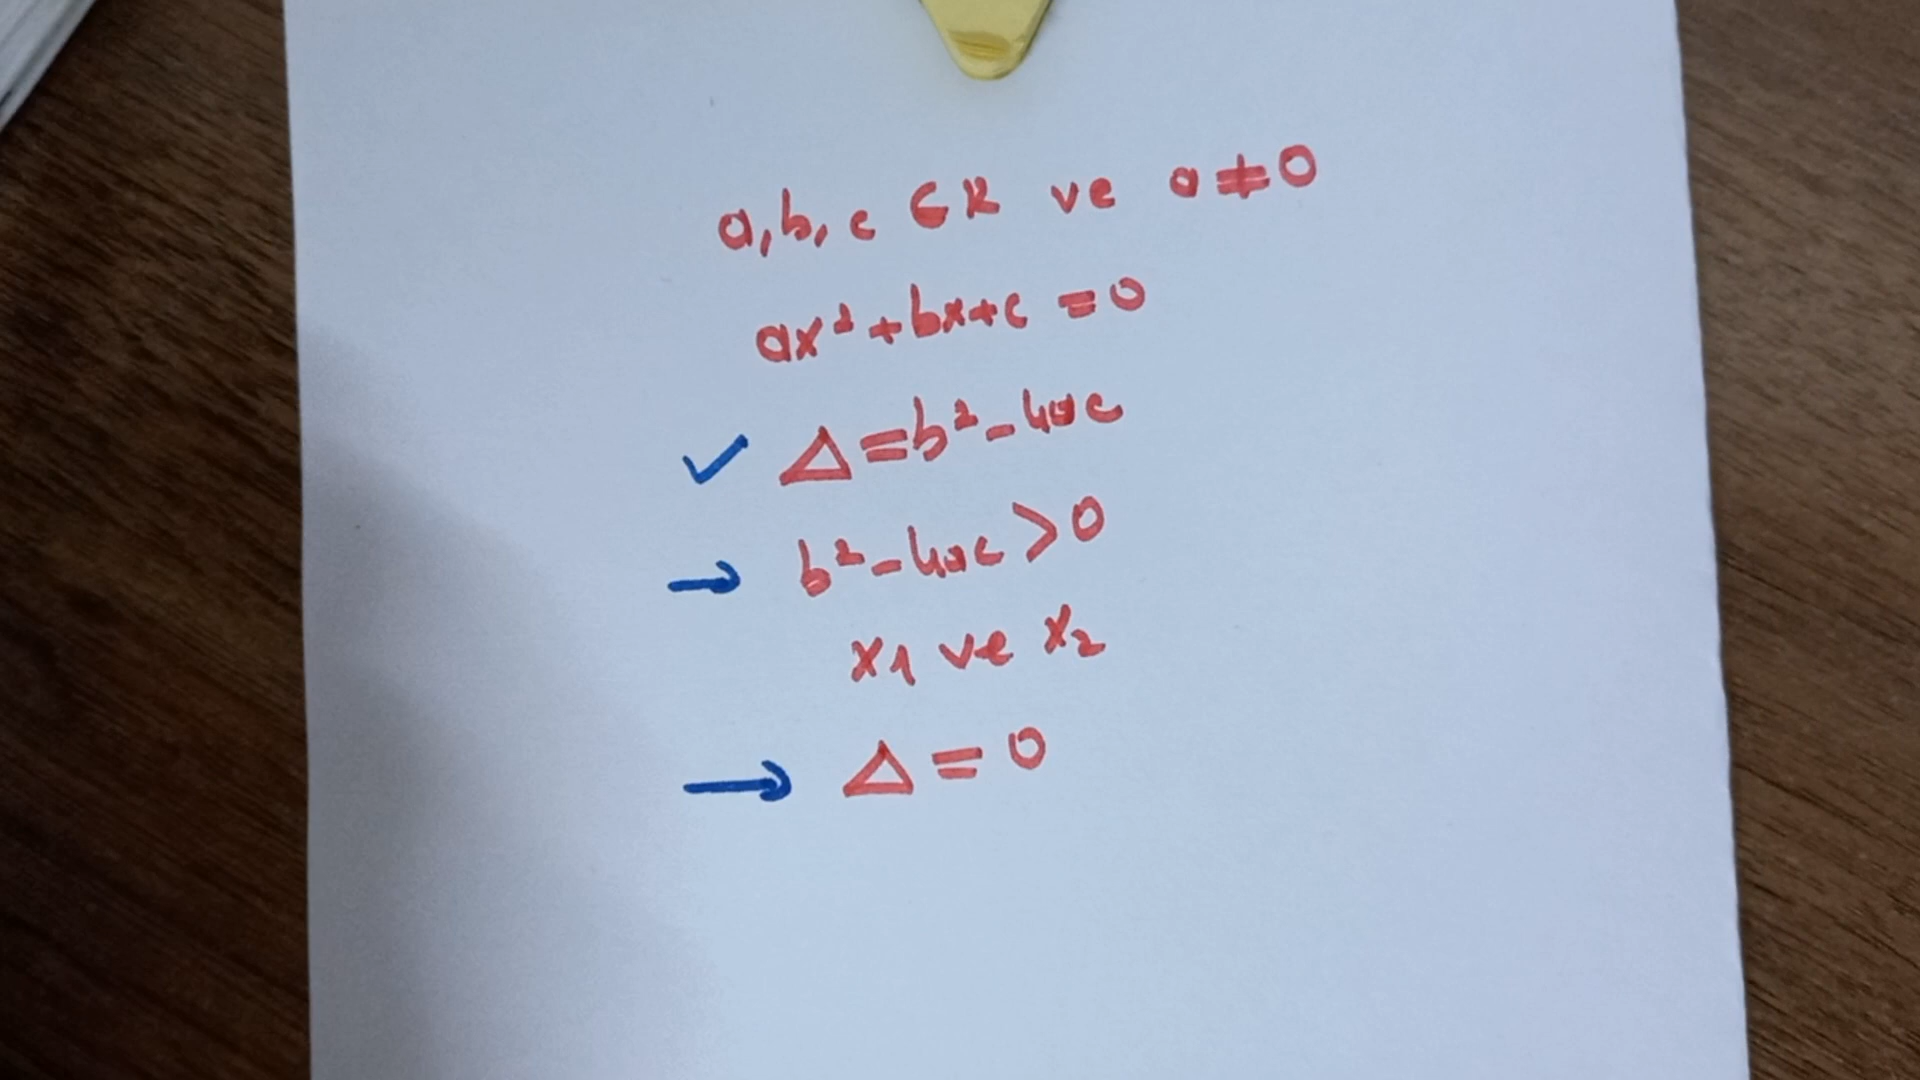 a, b, c ∈ R ve a ≠ 0
ax² + bx + c = 0
✓ Δ = b² - 4ac
→ b² - 4ac > 0
x₁ ve x₂
→ Δ = 0